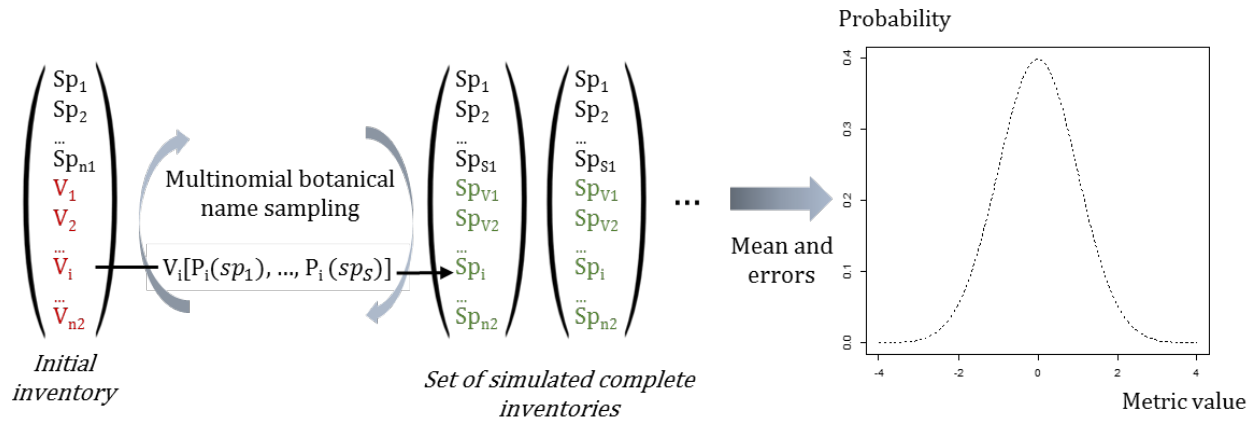 Sp1
Sp2
...
Spn1
V1
V2
...
Vi
...
Vn2
Initial
inventory
Multinomial botanical
name sampling
Vi[Pi(sp1), ..., Pi (spS)]
Sp1
Sp2
...
SpS1
SpV1
SpV2
...
Spi
...
Spn2
Sp1
Sp2
...
SpS1
SpV1
SpV2
...
Spi
...
Spn2
Set of simulated complete
inventories
...
Mean and
errors
Probability
0.4
0.3
0.2
0.1
0.0
-4
-2
0
2
4
Metric value